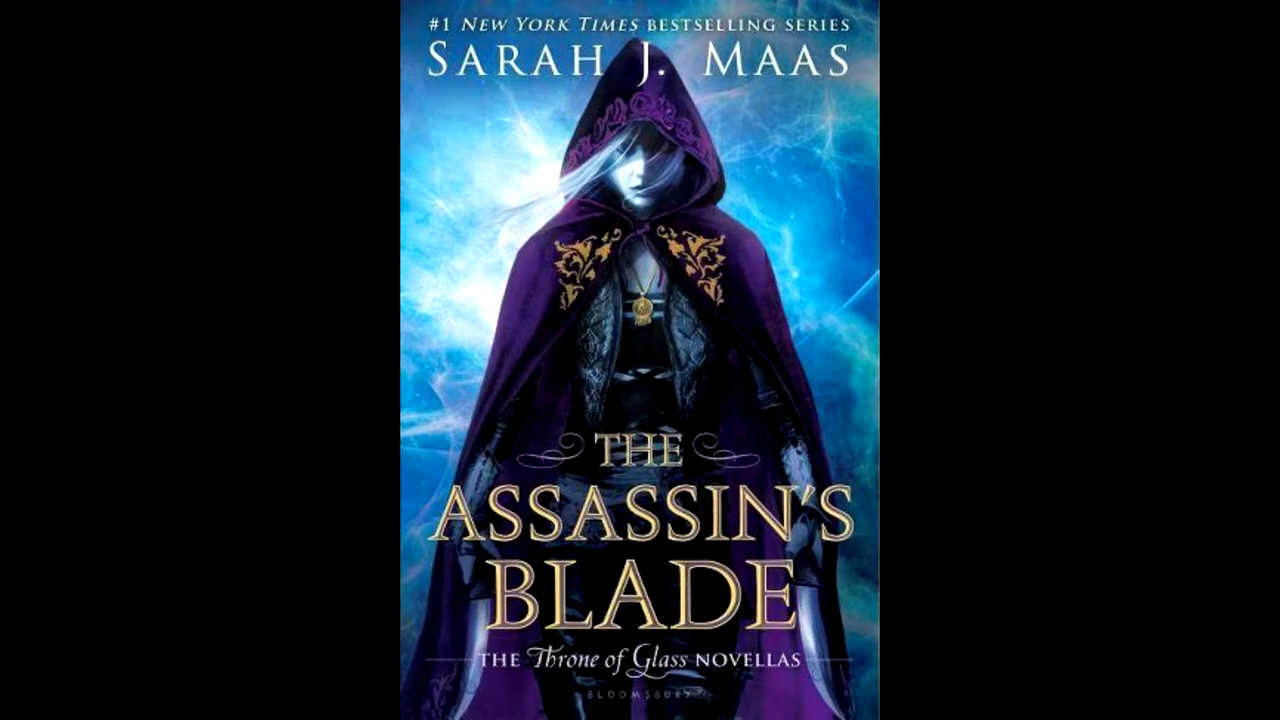 #1 NEW YORK TIMES BESTSELLING SERIES
SARAH J. MAAS
THE
ASSASSIN'S
BLADE
THE Throne of Glass NOVELLAS
BLOOMSBURY